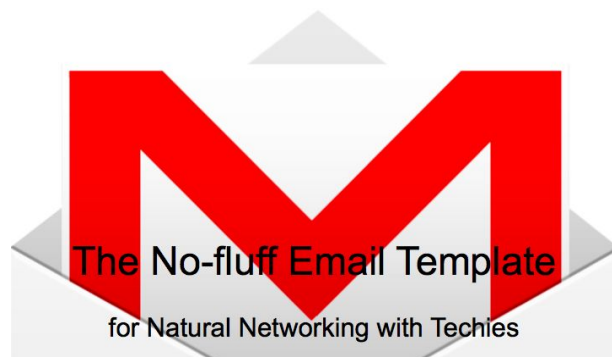 The No-fluff Email Template
for Natural Networking with Techies